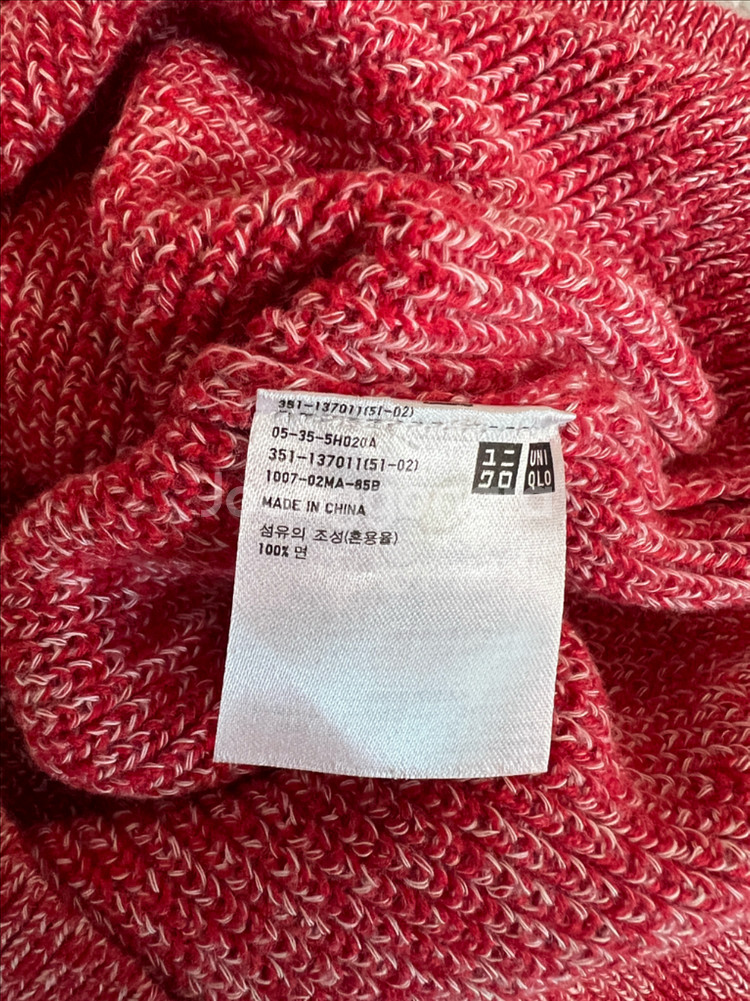 351-137011(51-02)
05-35-5H020A
351-137011(51-02)
1007-02MA-85B
MADE IN CHINA
섬유의 조성(혼용율)
100% 면
ユニ
クロ
UNI
QLO